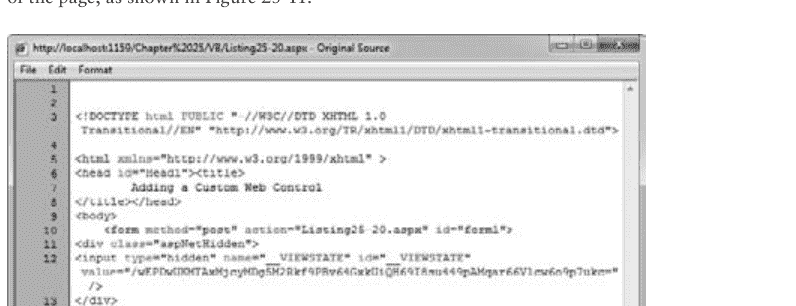 of the page, as shown in Figure 25-11.
http://localhost:1159/Chapter%2025/VB/Listing25-20.aspx - Original Source
File Edit Format
1
2
3 <!DOCTYPE html PUBLIC "-//W3C//DTD XHTML 1.0
Transitional//EN" "http://www.w3.org/TR/xhtml1/DTD/xhtml1-transitional.dtd">
4
5 <html xmlns="http://www.w3.org/1999/xhtml" >
6 <head id="Head1"><title>
7 Adding a Custom Web Control
8 </title></head>
9 <body>
10 <form method="post" action="Listing25-20.aspx" id="form1">
11 <div class="aspNetHidden">
12 <input type="hidden" name="__VIEWSTATE" id="__VIEWSTATE"
/>
13 </div>